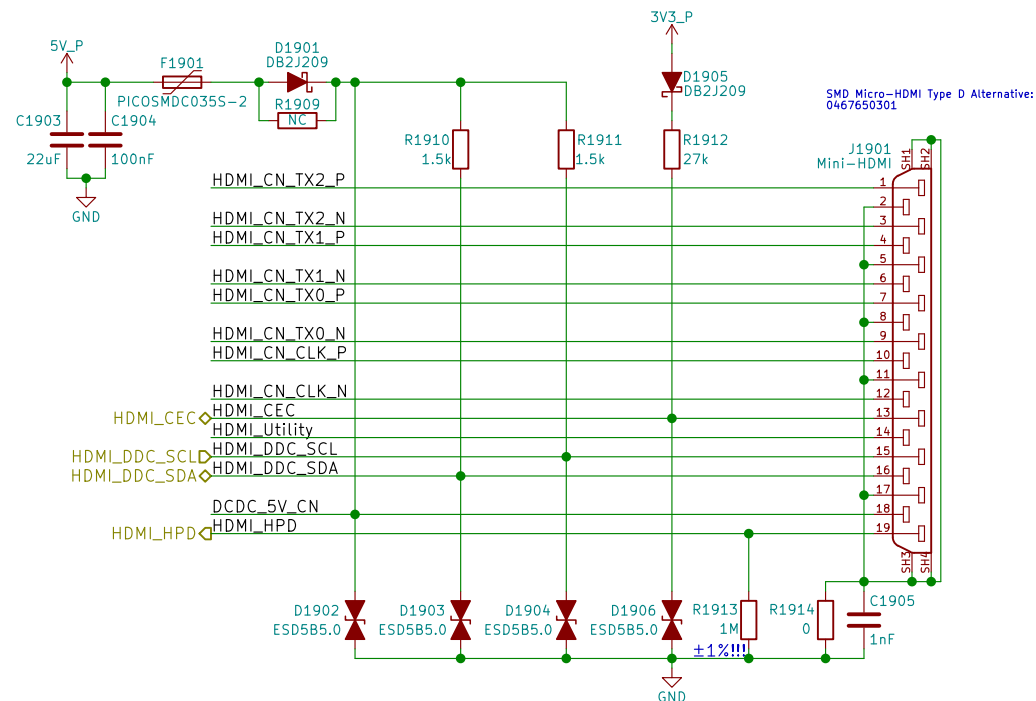 3V3_P
5V_P
D1901
DB2J209
F1901
PICOSMDC035S-2
R1909
NC
D1905
DB2J209
SMD Micro-HDMI Type D Alternative:
0467650301
C1903
22uF
C1904
100nF
GND
R1910
1.5k
R1911
1.5k
R1912
27k
J1901
Mini-HDMI
SH1
SH2
HDMI_CN_TX2_P
1
2
HDMI_CN_TX2_N
3
HDMI_CN_TX1_P
4
5
HDMI_CN_TX1_N
6
HDMI_CN_TX0_P
7
8
HDMI_CN_TX0_N
9
HDMI_CN_CLK_P
10
11
HDMI_CN_CLK_N
12
HDMI_CEC
HDMI_CEC
13
HDMI_Utility
14
HDMI_DDC_SCL
HDMI_DDC_SCL
15
HDMI_DDC_SDA
HDMI_DDC_SDA
16
17
DCDC_5V_CN
18
HDMI_HPD
HDMI_HPD
19
SH3
SH4
D1902
ESD5B5.0
D1903
ESD5B5.0
D1904
ESD5B5.0
D1906
ESD5B5.0
R1913
1M
±1%!!!
R1914
0
C1905
1nF
GND